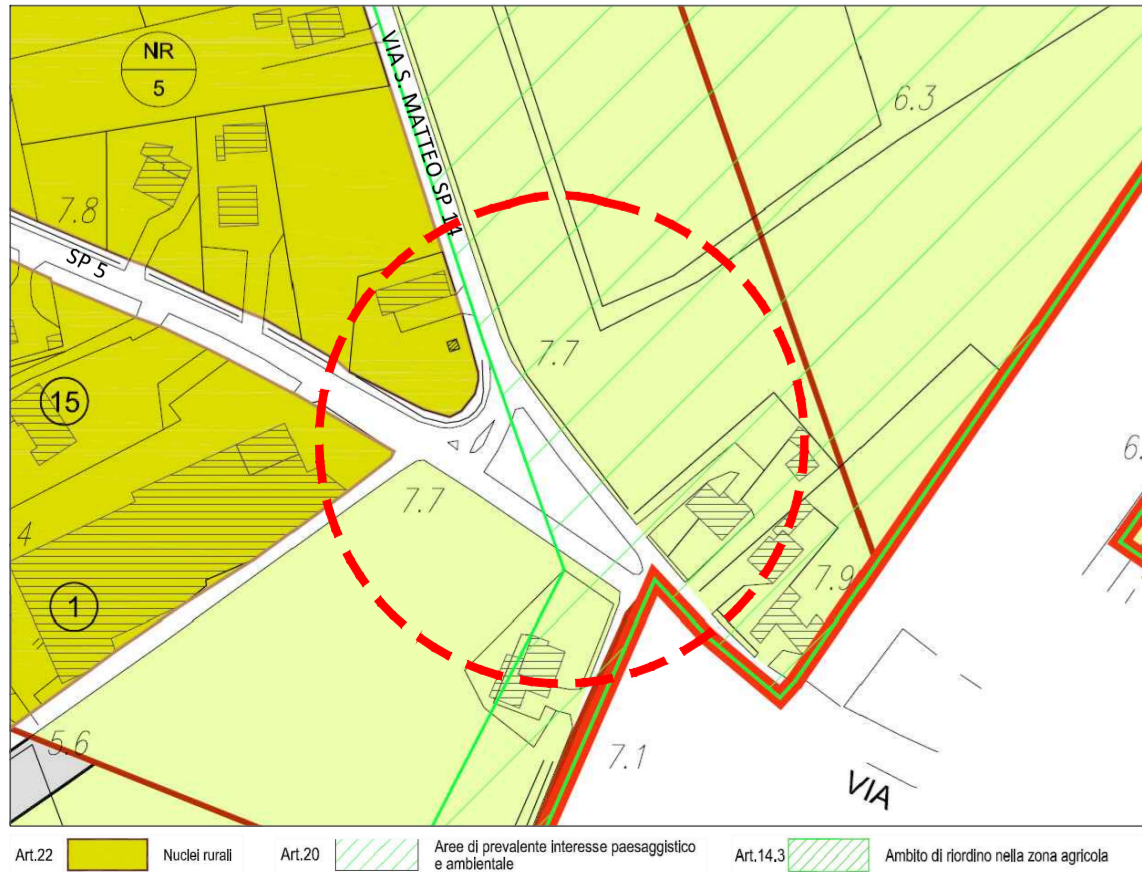 NR
5
6.3
VIA S. MATTEO SP 14
7.8
SP 5
7.7
15
7.7
6.
4
1
7.9
5.6
7.1
VIA
Art.22 Nuclei rurali
Art.20 Aree di prevalente interesse paesaggistico
e ambientale
Art.14.3 Ambito di riordino nella zona agricola